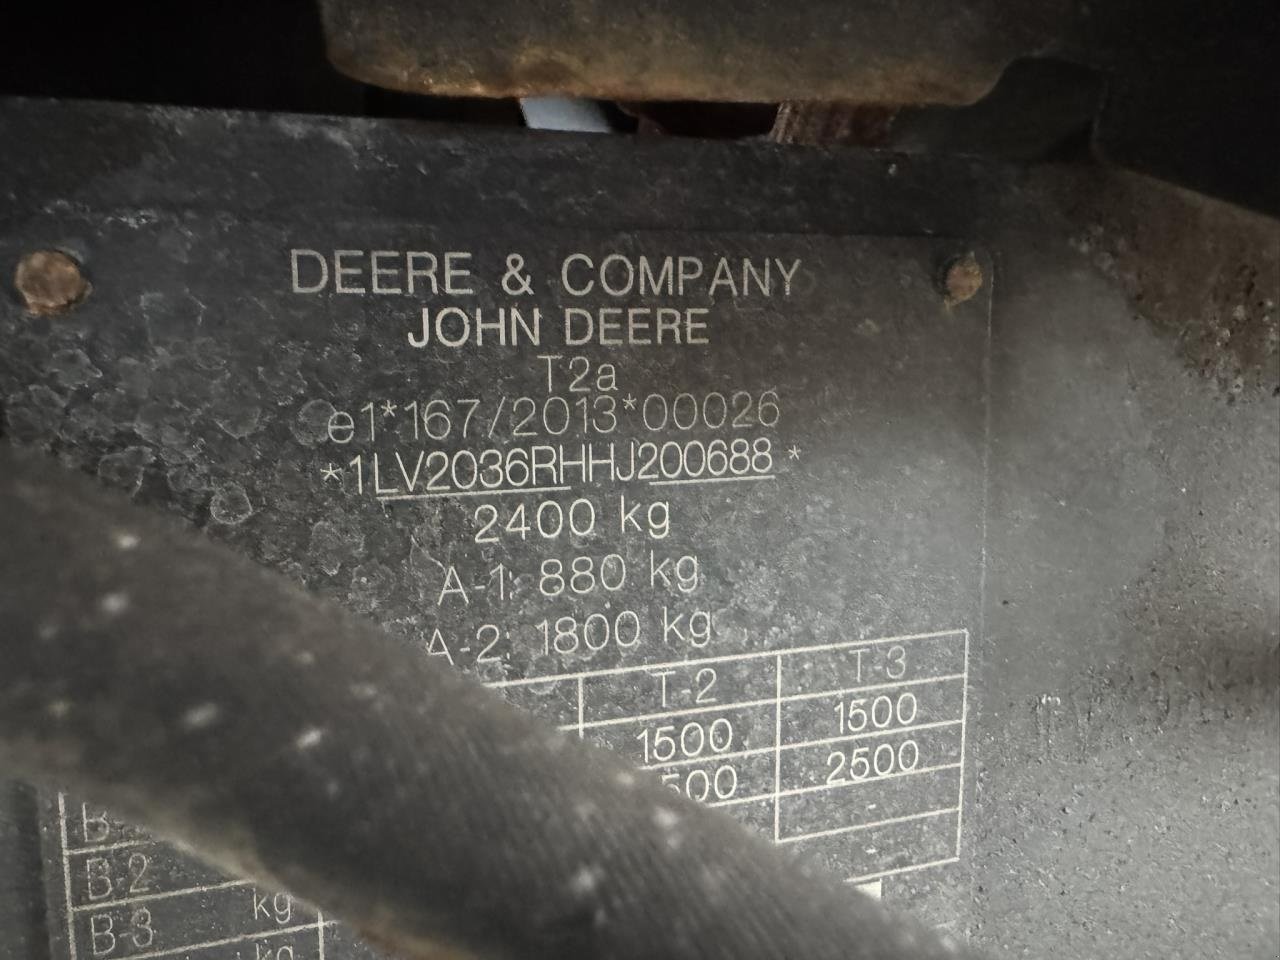 DEERE & COMPANY
JOHN DEERE
T2a
e1*167/2013*00026
*1LV2036RHHJ200688*
2400 kg
A-1: 880 kg
A-2: 1800 kg
T-2 T-3
1500 1500
2500
-
B-2
B-3 kg
kg